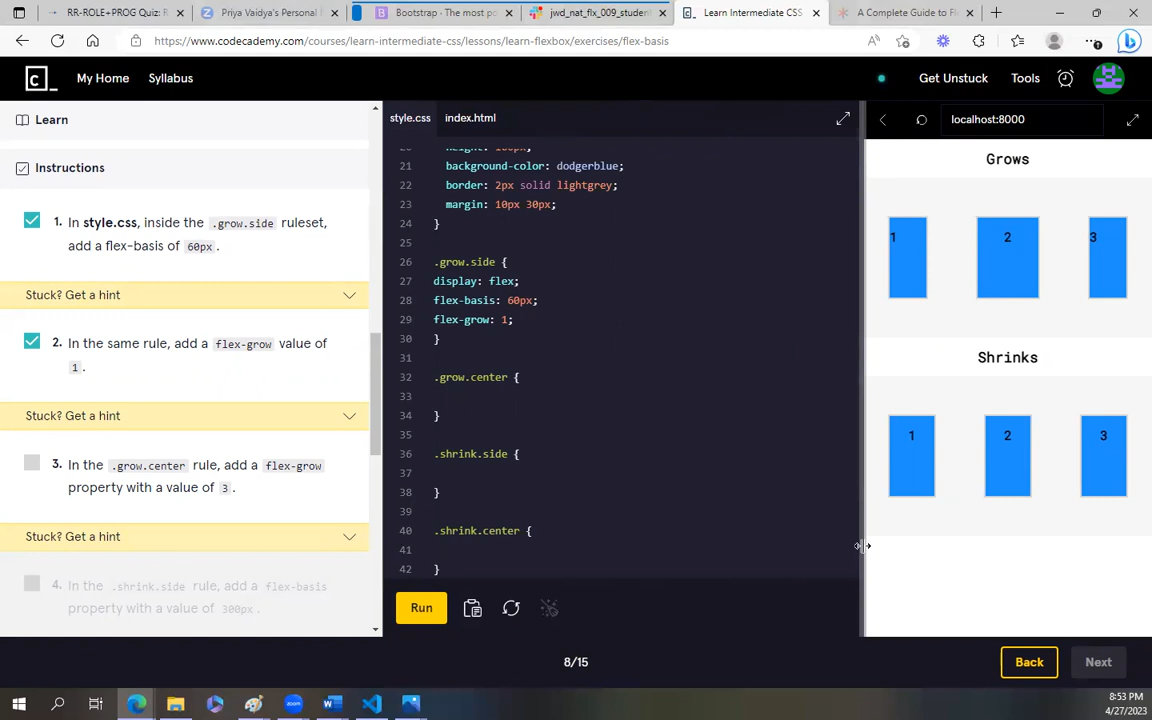 RR-ROLE+PROG Quiz: R
Priya Vaidya's Personal
Bootstrap - The most po
jwd_nat_flx_009_student
Learn Intermediate CSS
A Complete Guide to Fle
https://www.codecademy.com/courses/learn-intermediate-css/lessons/learn-flexbox/exercises/flex-basis
My Home
Syllabus
Get Unstuck
Tools
Learn
Instructions
1. In style.css, inside the .grow.side ruleset,
add a flex-basis of 60px.
Stuck? Get a hint
2. In the same rule, add a flex-grow value of
1.
Stuck? Get a hint
3. In the .grow.center rule, add a flex-grow
property with a value of 3.
Stuck? Get a hint
4. In the .shrink.side rule, add a flex-basis
property with a value of 300px.
style.css
index.html
21 background-color: dodgerblue;
22 border: 2px solid lightgrey;
23 margin: 10px 30px;
24 }
25
26 .grow.side {
27 display: flex;
28 flex-basis: 60px;
29 flex-grow: 1;
30 }
31
32 .grow.center {
33
34 }
35
36 .shrink.side {
37
38 }
39
40 .shrink.center {
41
42 }
Run
localhost:8000
Grows
1 2 3
Shrinks
1 2 3
8/15
Back
Next
8:53 PM
4/27/2023